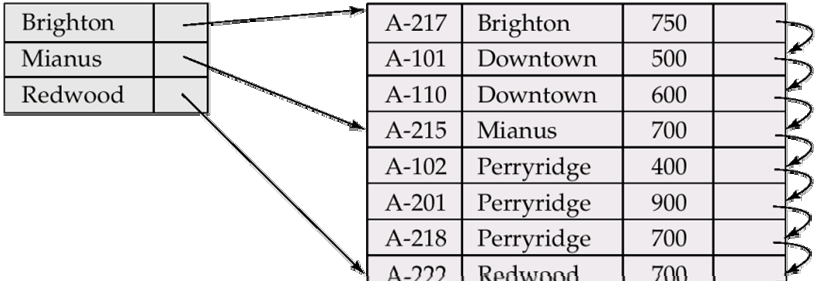 Brighton
Mianus
Redwood
A-217 Brighton 750
A-101 Downtown 500
A-110 Downtown 600
A-215 Mianus 700
A-102 Perryridge 400
A-201 Perryridge 900
A-218 Perryridge 700
A-222 Redwood 700